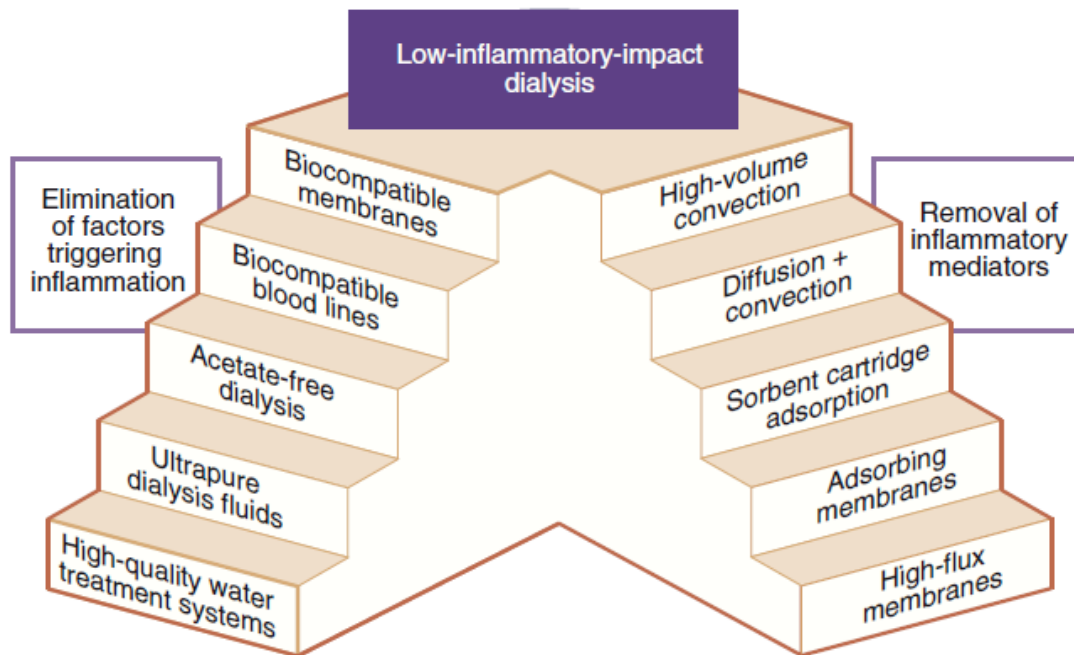 Low-inflammatory-impact
dialysis
Elimination
of factors
triggering
inflammation
Biocompatible
membranes
Biocompatible
blood lines
Acetate-free
dialysis
Ultrapure
dialysis fluids
High-quality water
treatment systems
High-volume
convection
Diffusion +
convection
Sorbent cartridge
adsorption
Adsorbing
membranes
High-flux
membranes
Removal of
inflammatory
mediators